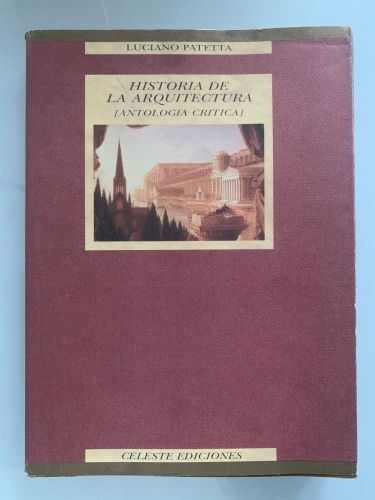 LUCIANO PATETTA
HISTORIA DE
LA ARQUITECTURA
[ANTOLOGIA CRITICA]
CELESTE EDICIONES